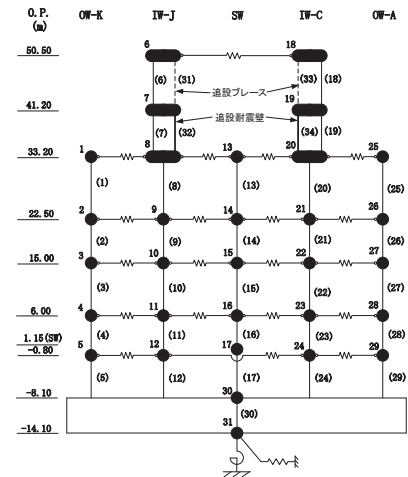 O.P. OW-K IW-J SW IW-C OW-A
(m)
50.50 6 18
(6) (31) (33) (18)
追設ブレース
41.20 7 19
追設耐震壁
(7) (32) (34) (19)
33.20 1 8 13 20 25
(1) (8) (13) (20) (25)
22.50 2 9 14 21 26
(2) (9) (14) (21) (26)
15.00 3 10 15 22 27
(3) (10) (15) (22) (27)
6.00 4 11 16 23 28
1.15(SW) (4) (11) (16) (23) (28)
-0.80 5 12 17 24 29
(5) (12) (17) (24) (29)
-8.10 30
(30)
-14.10 31